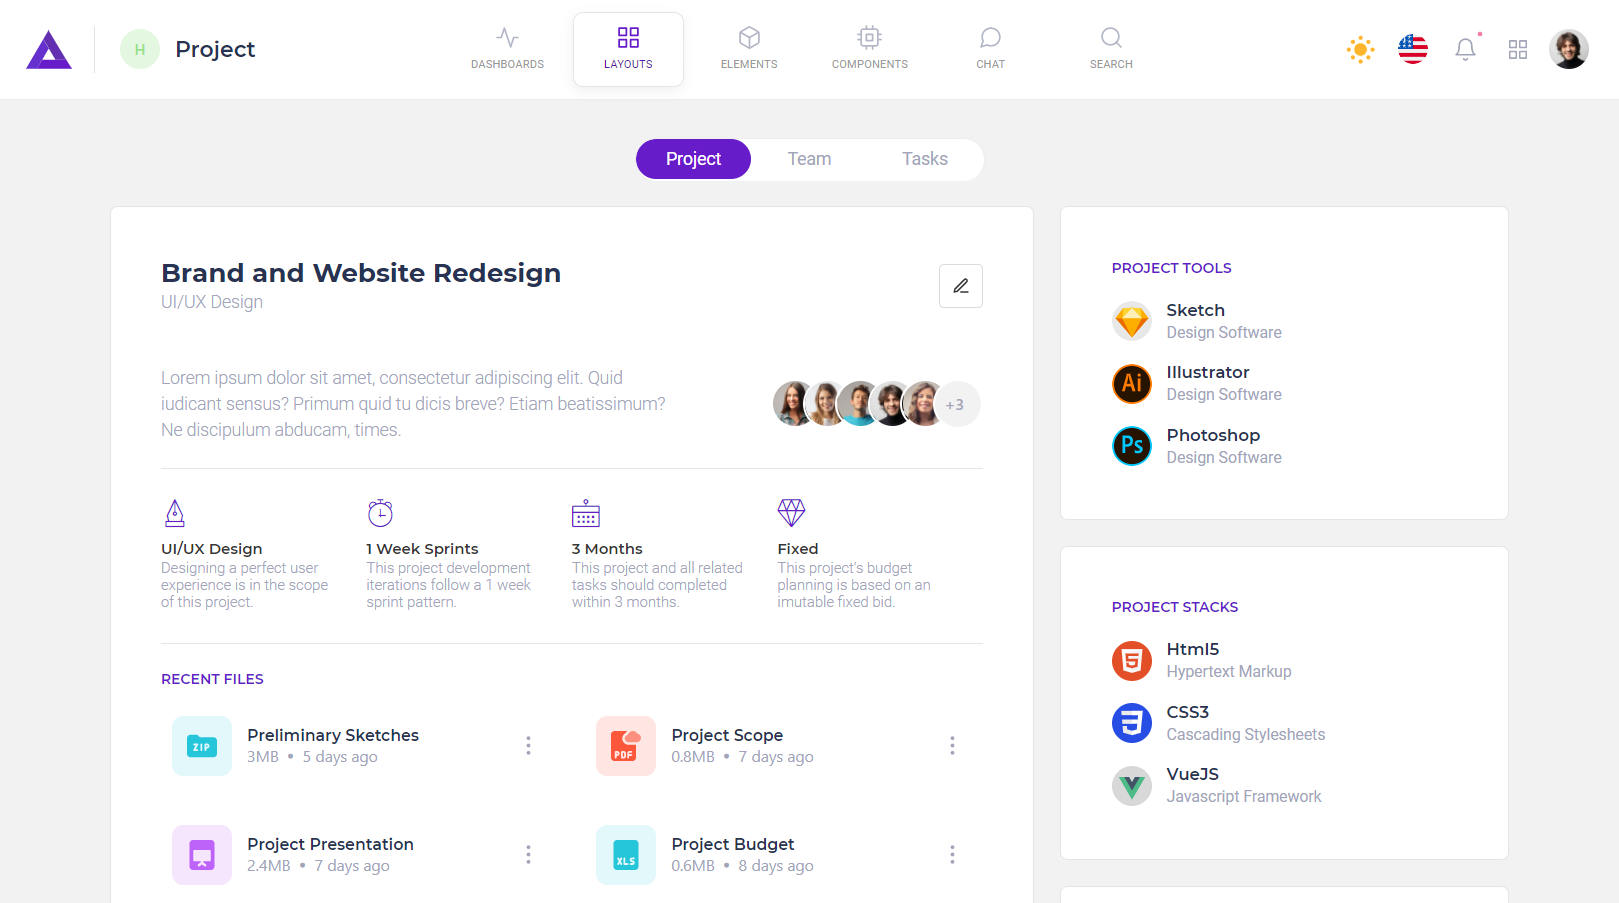 H
Project
DASHBOARDS
LAYOUTS
ELEMENTS
COMPONENTS
CHAT
SEARCH
Project
Team
Tasks
Brand and Website Redesign
UI/UX Design
Lorem ipsum dolor sit amet, consectetur adipiscing elit. Quid
iudicant sensus? Primum quid tu dicis breve? Etiam beatissimum?
Ne discipulum abducam, times.
+3
UI/UX Design
Designing a perfect user
experience is in the scope
of this project.
1 Week Sprints
This project development
iterations follow a 1 week
sprint pattern.
3 Months
This project and all related
tasks should completed
within 3 months.
Fixed
This project's budget
planning is based on an
imutable fixed bid.
RECENT FILES
ZIP
Preliminary Sketches
3MB • 5 days ago
PDF
Project Scope
0.8MB • 7 days ago
Project Presentation
2.4MB • 7 days ago
XLS
Project Budget
0.6MB • 8 days ago
PROJECT TOOLS
Sketch
Design Software
Ai
Illustrator
Design Software
Ps
Photoshop
Design Software
PROJECT STACKS
Html5
Hypertext Markup
CSS3
Cascading Stylesheets
VueJS
Javascript Framework